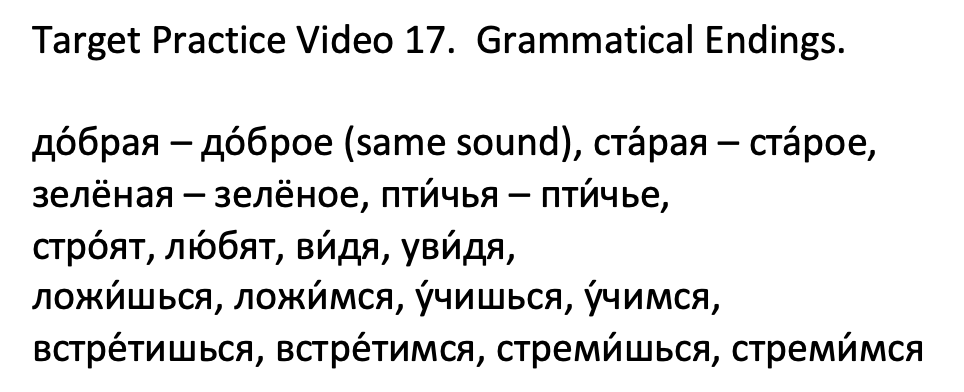 Target Practice Video 17.  Grammatical Endings.
до́брая – до́брое (same sound), ста́рая – ста́рое,
зелёная – зелёное, пти́чья – пти́чье,
стро́ят, лю́бят, ви́дя, уви́дя,
ложи́шься, ложи́мся, у́чишься, у́чимся,
встре́тишься, встре́тимся, стреми́шься, стреми́мся